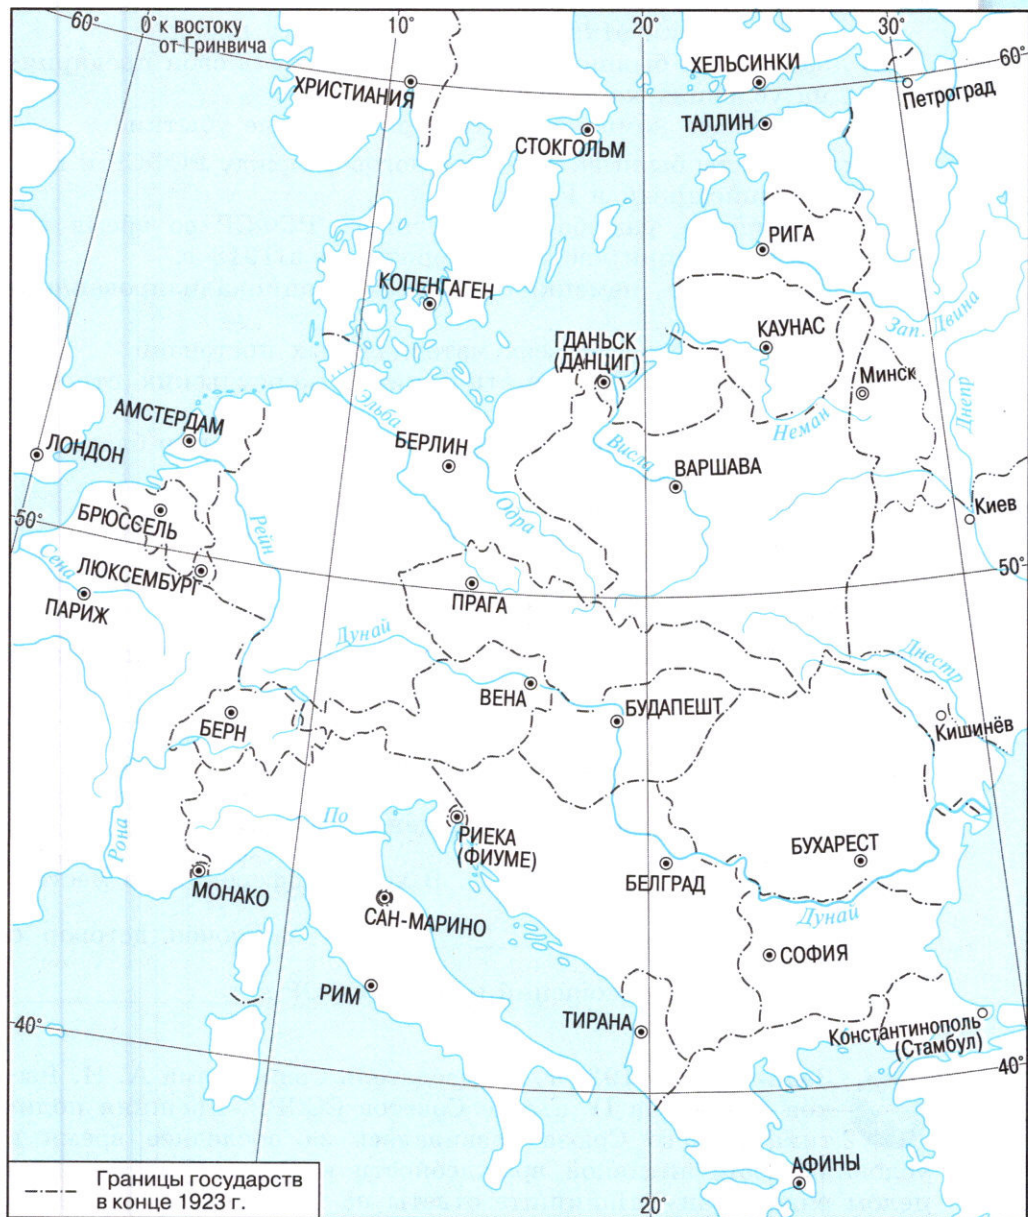 60°
0° к востоку
от Гринвича
10°
20°
30°
60°
ХРИСТИАНИЯ
ХЕЛЬСИНКИ
Петроград
ТАЛЛИН
СТОКГОЛЬМ
РИГА
КОПЕНГАГЕН
Зап. Двина
КАУНАС
ГДАНЬСК
(ДАНЦИГ)
Минск
Днепр
Эльба
АМСТЕРДАМ
Неман
ЛОНДОН
БЕРЛИН
Висла
ВАРШАВА
БРЮССЕЛЬ
Рейн
Одра
Киев
50°
50°
Сена
ЛЮКСЕМБУРГ
ПАРИЖ
ПРАГА
Дунай
Днестр
ВЕНА
БУДАПЕШТ
БЕРН
Кишинёв
По
Рона
РИЕКА
(ФИУМЕ)
БЕЛГРАД
БУХАРЕСТ
МОНАКО
САН-МАРИНО
Дунай
СОФИЯ
РИМ
ТИРАНА
Константинополь
(Стамбул)
40°
40°
АФИНЫ
20°
Границы государств
в конце 1923 г.